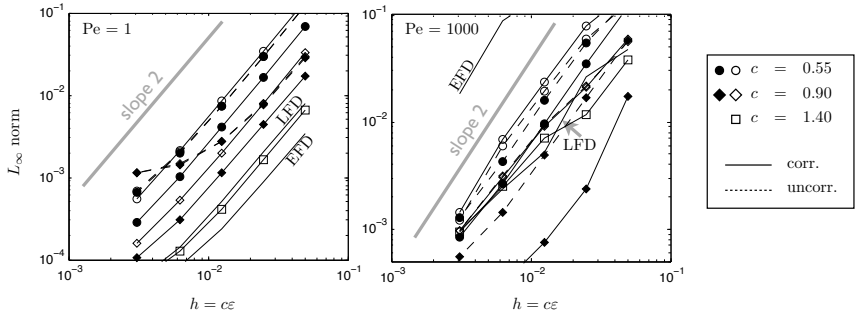 Pe = 1
slope 2
LFD
EFD
10⁻¹
10⁻²
10⁻³
10⁻⁴
L∞ norm
10⁻³
10⁻²
10⁻¹
h = cε
Pe = 1000
EFD
slope 2
LFD
10⁻¹
10⁻²
10⁻³
10⁻³
10⁻²
10⁻¹
h = cε
c = 0.55
c = 0.90
c = 1.40
corr.
uncorr.